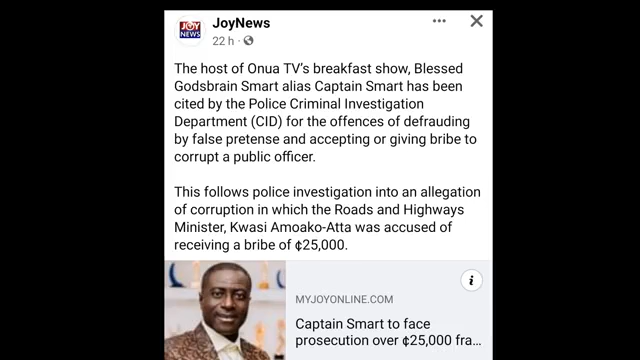 JOY
NEWS
JoyNews
22 h ·
The host of Onua TV's breakfast show, Blessed
Godsbrain Smart alias Captain Smart has been
cited by the Police Criminal Investigation
Department (CID) for the offences of defrauding
by false pretense and accepting or giving bribe to
corrupt a public officer.
This follows police investigation into an allegation
of corruption in which the Roads and Highways
Minister, Kwasi Amoako-Atta was accused of
receiving a bribe of ¢25,000.
MYJOYONLINE.COM
Captain Smart to face
prosecution over ¢25,000 fra...